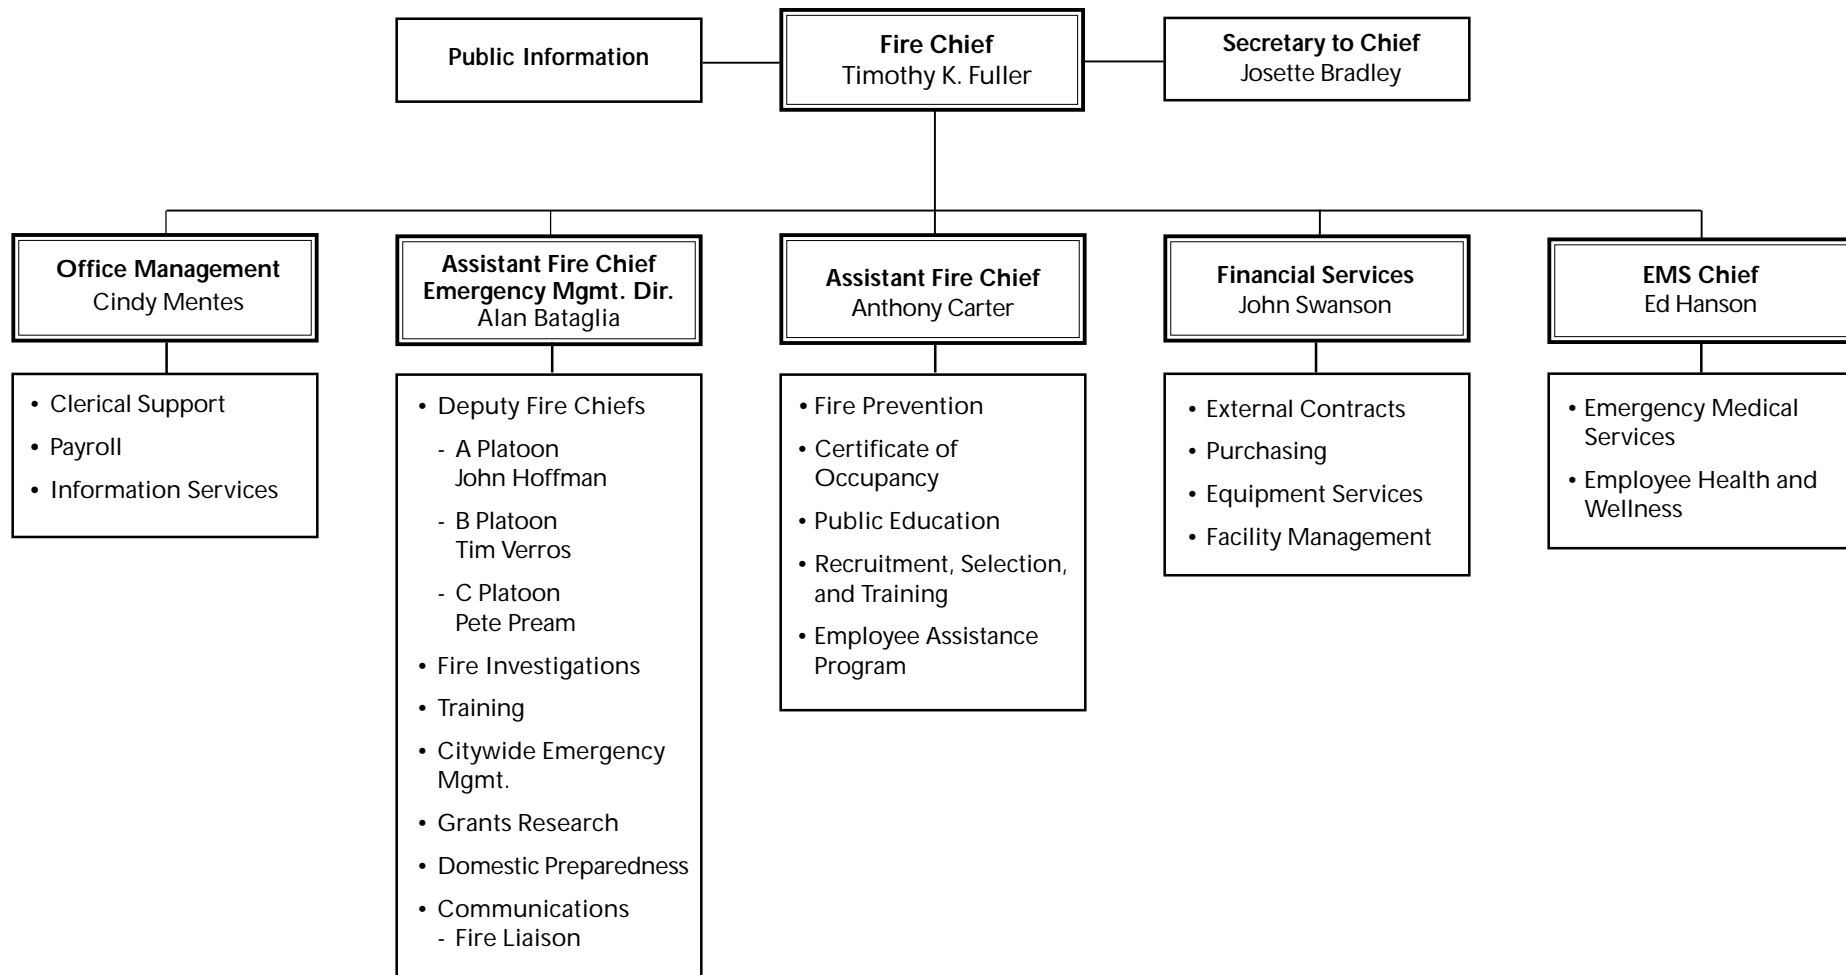 Public Information
Fire Chief
Timothy K. Fuller
Secretary to Chief
Josette Bradley
Office Management
Cindy Mentes
Assistant Fire Chief
Emergency Mgmt. Dir.
Alan Bataglia
Assistant Fire Chief
Anthony Carter
Financial Services
John Swanson
EMS Chief
Ed Hanson
• Clerical Support
• Payroll
• Information Services
• Deputy Fire Chiefs
- A Platoon
John Hoffman
- B Platoon
Tim Verros
- C Platoon
Pete Pream
• Fire Investigations
• Training
• Citywide Emergency
Mgmt.
• Grants Research
• Domestic Preparedness
• Communications
- Fire Liaison
• Fire Prevention
• Certificate of
Occupancy
• Public Education
• Recruitment, Selection,
and Training
• Employee Assistance
Program
• External Contracts
• Purchasing
• Equipment Services
• Facility Management
• Emergency Medical
Services
• Employee Health and
Wellness